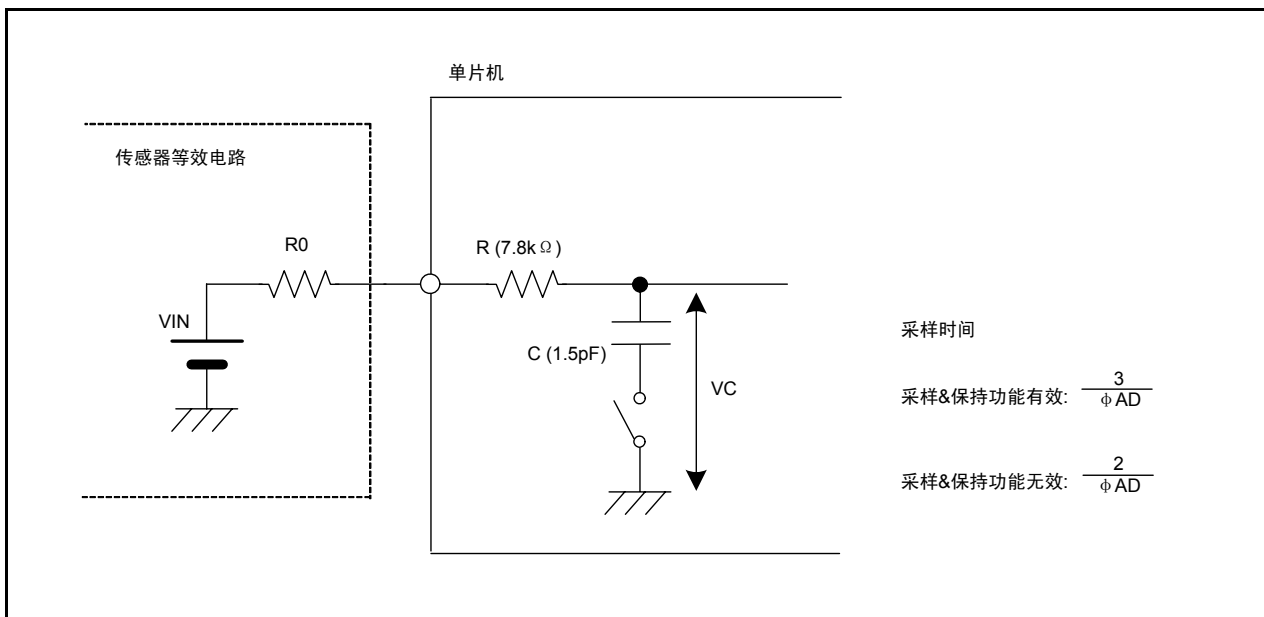 单片机
传感器等效电路
R0
R (7.8kΩ)
VIN
C (1.5pF)
VC
采样时间
采样&保持功能有效: 3/φAD
采样&保持功能无效: 2/φAD